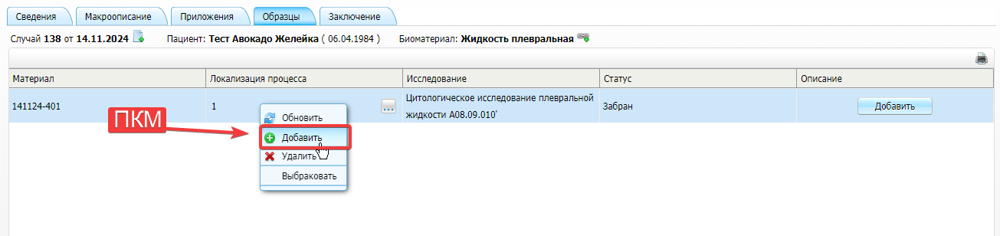 Сведения Макроописание Приложения Образцы Заключение
Случай 138 от 14.11.2024 Пациент: Тест Авокадо Желейка ( 06.04.1984 ) Биоматериал: Жидкость плевральная
Материал Локализация процесса Исследование Статус Описание
141124-401 1 ... Цитологическое исследование плевральной Забран Добавить
жидкости A08.09.010'
ПКМ
Обновить
Добавить
Удалить
Выбраковать